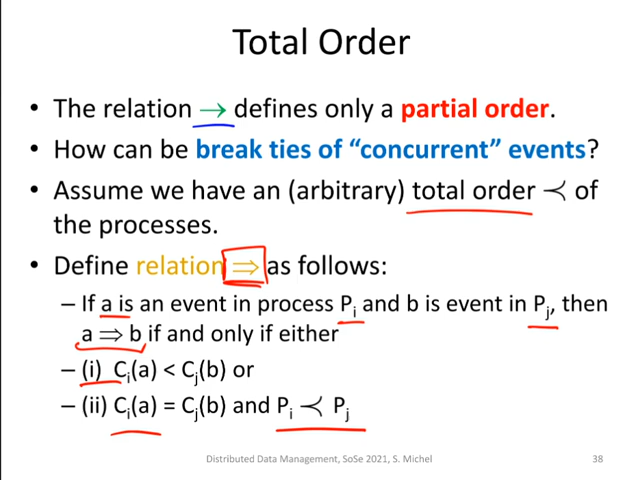 Total Order
• The relation → defines only a partial order.
• How can be break ties of “concurrent” events?
• Assume we have an (arbitrary) total order ≺ of
the processes.
• Define relation ⇒ as follows:
– If a is an event in process Pᵢ and b is event in Pⱼ, then
a ⇒ b if and only if either
– (i) Cᵢ(a) < Cⱼ(b) or
– (ii) Cᵢ(a) = Cⱼ(b) and Pᵢ ≺ Pⱼ
Distributed Data Management, SoSe 2021, S. Michel
38